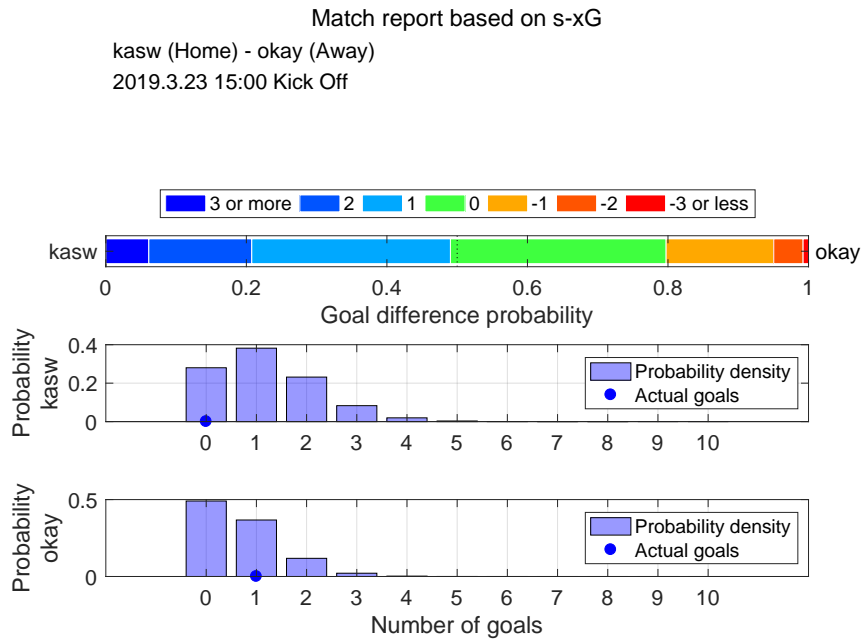 Match report based on s-xG
kasw (Home) - okay (Away)
2019.3.23 15:00 Kick Off
3 or more 2 1 0 -1 -2 -3 or less
kasw okay
0 0.2 0.4 0.6 0.8 1
Goal difference probability
Probability
kasw
0.4
0.2
0
Probability density
Actual goals
0 1 2 3 4 5 6 7 8 9 10
Probability
okay
0.5
0
Probability density
Actual goals
0 1 2 3 4 5 6 7 8 9 10
Number of goals